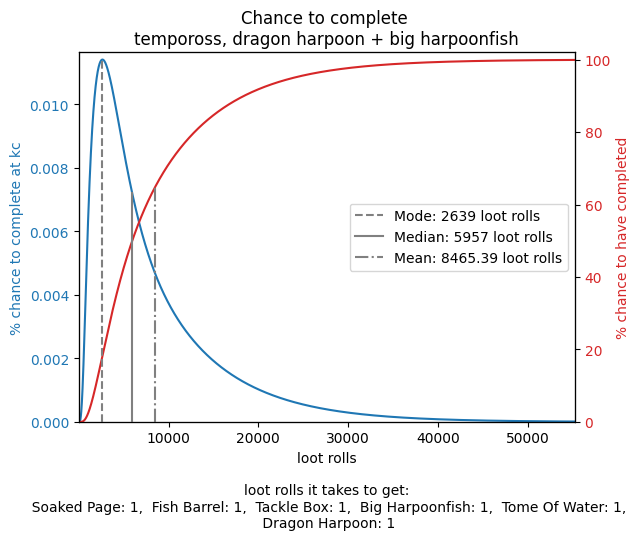 Chance to complete
tempoross, dragon harpoon + big harpoonfish
% chance to complete at kc
0.010
0.008
0.006
0.004
0.002
0.000
100
80
60
40
20
0
% chance to have completed
Mode: 2639 loot rolls
Median: 5957 loot rolls
Mean: 8465.39 loot rolls
10000 20000 30000 40000 50000
loot rolls
loot rolls it takes to get:
Soaked Page: 1, Fish Barrel: 1, Tackle Box: 1, Big Harpoonfish: 1, Tome Of Water: 1,
Dragon Harpoon: 1